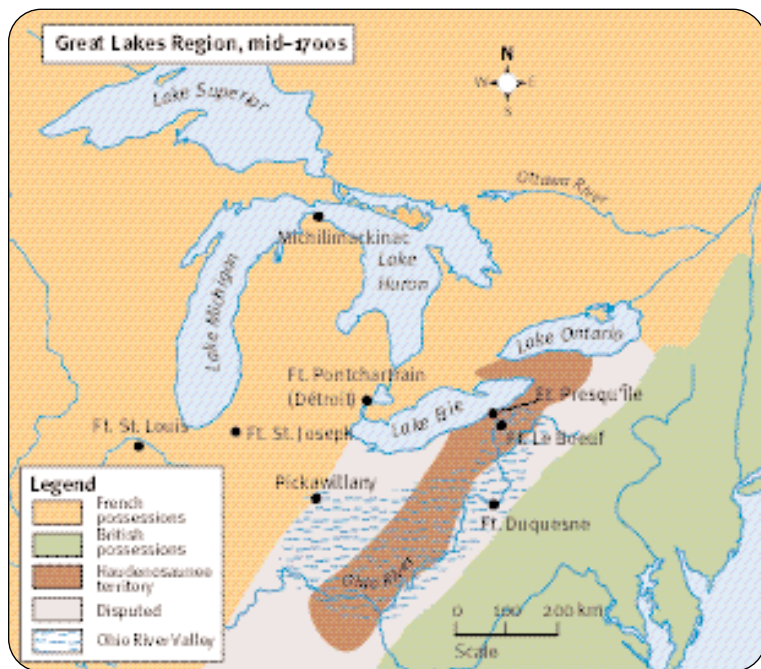 Great Lakes Region, mid–1700s
N
W
E
S
Lake Superior
Ottawa River
Michilimackinac
Lake
Huron
Lake Michigan
Lake Ontario
Ft. Pontchartrain
(Détroit)
Ft. Presqu'Île
Lake Erie
Ft. Le Boeuf
Ft. St. Louis
Ft. St. Joseph
Pickawillany
Ft. Duquesne
Ohio River
Legend
French
possessions
British
possessions
Haudenosaunee
territory
Disputed
Ohio River Valley
0 100 200 km
Scale